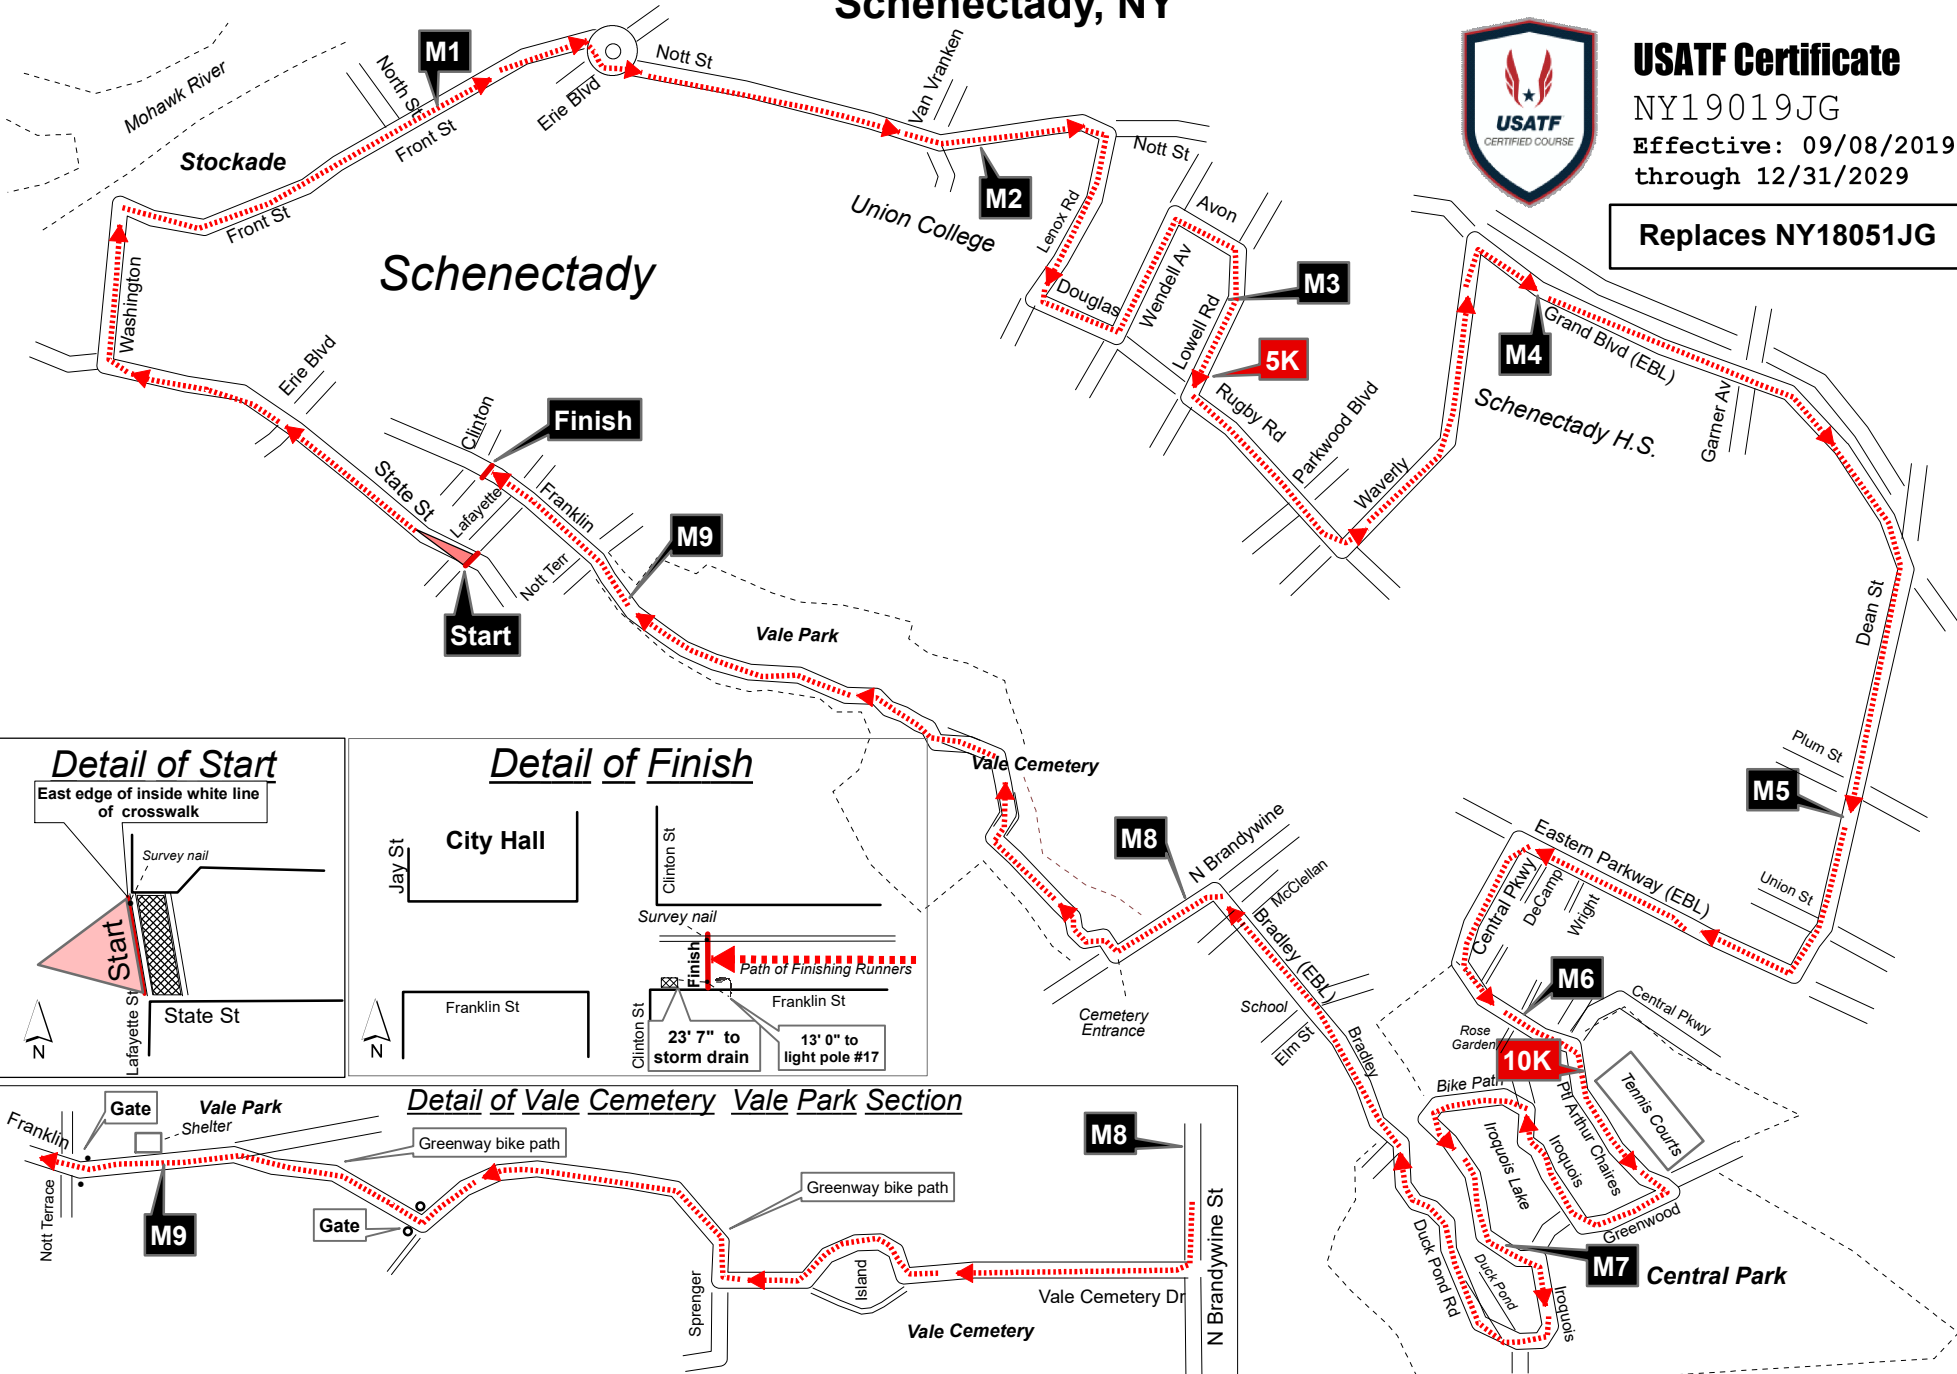 Schenectady, NY
USATF
CERTIFIED COURSE
USATF Certificate
NY19019JG
Effective: 09/08/2019
through 12/31/2029
Replaces NY18051JG
Mohawk River
Stockade
North St
M1
Front St
Front St
Erie Blvd
Nott St
Van Vranken
M2
Union College
Nott St
Lenox Rd
Douglas
Wendell Av
Avon
Lowell Rd
M3
5K
Rugby Rd
Parkwood Blvd
Waverly
M4
Grand Blvd (EBL)
Schenectady H.S.
Garner Av
Schenectady
Washington
Erie Blvd
Clinton
Finish
State St
Lafayette
Franklin
Nott Terr
Start
M9
Vale Park
Vale Cemetery
Dean St
Plum St
M5
Union St
Eastern Parkway (EBL)
Central Pkwy
DeCamp
Wright
M6
Central Pkwy
Rose
Garden
10K
Tennis Courts
Ptl Arthur Chaires
Bike Path
Iroquois Lake
Iroquois
Greenwood
M7
Central Park
Duck Pond
Iroquois
Duck Pond Rd
Bradley
Elm St
School
Bradley (EBL)
McClellan
N Brandywine
M8
Cemetery
Entrance
Detail of Start
East edge of inside white line
of crosswalk
Survey nail
Start
Lafayette St
State St
N
Detail of Finish
City Hall
Jay St
Clinton St
Survey nail
Finish
Path of Finishing Runners
Franklin St
Franklin St
Clinton St
23' 7" to
storm drain
13' 0" to
light pole #17
N
Detail of Vale Cemetery Vale Park Section
Franklin
Gate
Vale Park
Shelter
Greenway bike path
Nott Terrace
M9
Gate
Greenway bike path
M8
Sprenger
Island
Vale Cemetery Dr
Vale Cemetery
N Brandywine St